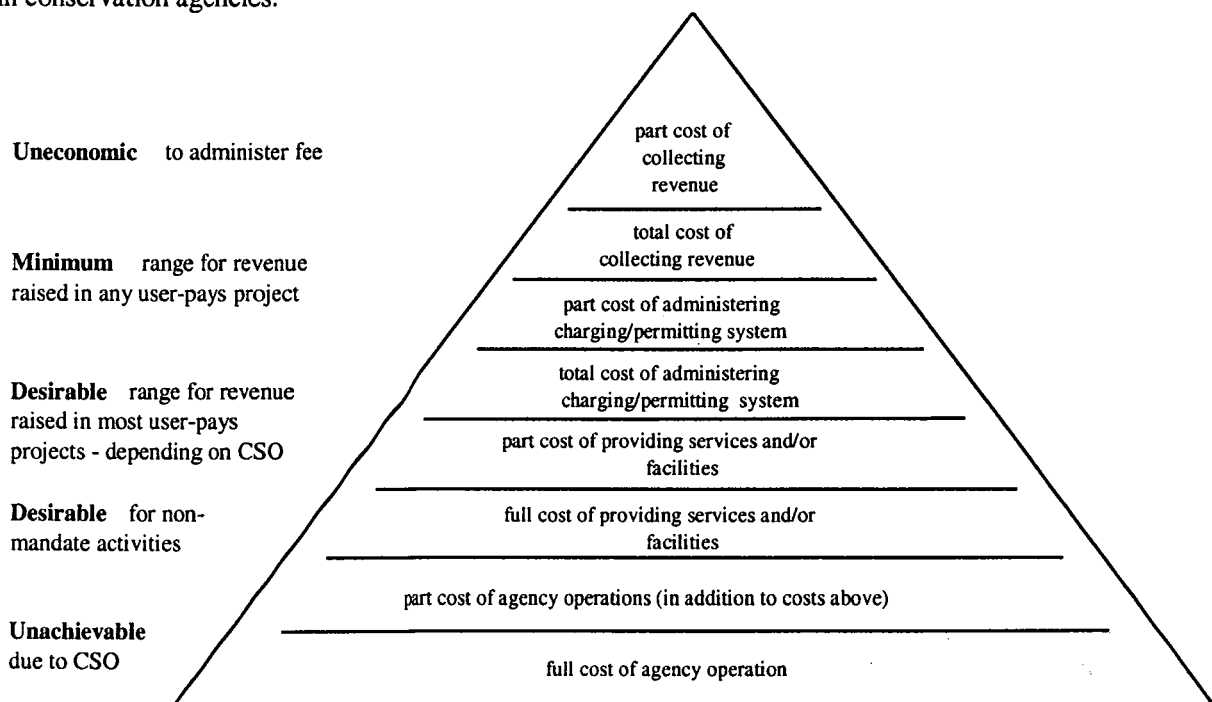 in conservation agencies.
Uneconomic to administer fee
part cost of
collecting
revenue
Minimum range for revenue
raised in any user-pays project
total cost of
collecting revenue
part cost of administering
charging/permitting system
Desirable range for revenue
raised in most user-pays
projects - depending on CSO
total cost of administering
charging/permitting system
part cost of providing services and/or
facilities
Desirable for non-
mandate activities
full cost of providing services and/or
facilities
part cost of agency operations (in addition to costs above)
Unachievable
due to CSO
full cost of agency operation